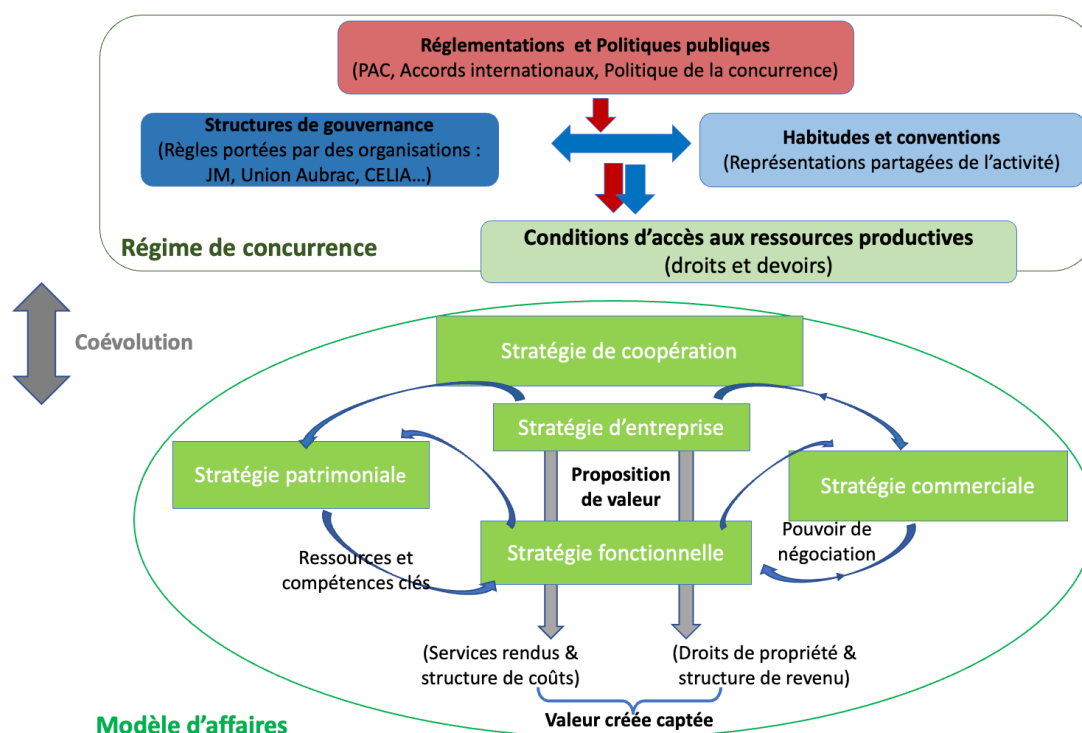 Réglementations et Politiques publiques
(PAC, Accords internationaux, Politique de la concurrence)
Structures de gouvernance
(Règles portées par des organisations :
JM, Union Aubrac, CELIA…)
Habitudes et conventions
(Représentations partagées de l’activité)
Régime de concurrence
Conditions d’accès aux ressources productives
(droits et devoirs)
Coévolution
Stratégie de coopération
Stratégie d’entreprise
Stratégie patrimoniale
Proposition
de valeur
Stratégie commerciale
Ressources et
compétences clés
Stratégie fonctionnelle
Pouvoir de
négociation
(Services rendus &
structure de coûts)
(Droits de propriété &
structure de revenu)
Valeur créée captée
Modèle d’affaires